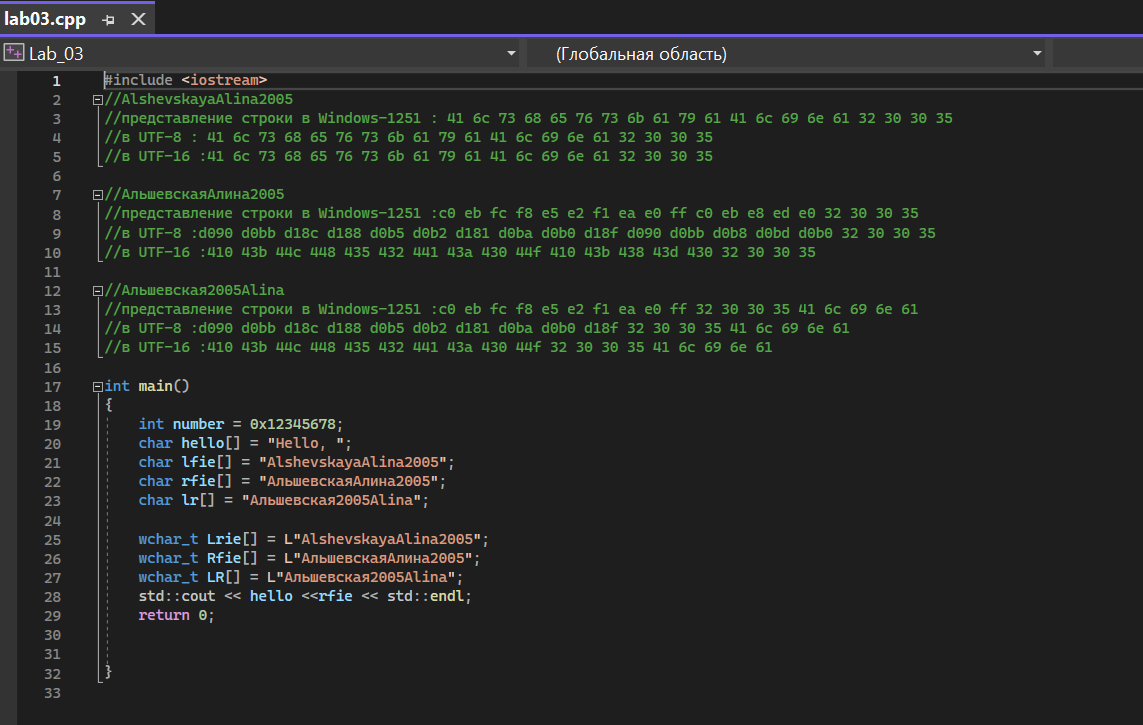 lab03.cpp
Lab_03
(Глобальная область)
1 #include <iostream>
2 //AlshevskayaAlina2005
3 //представление строки в Windows-1251 : 41 6c 73 68 65 76 73 6b 61 79 61 41 6c 69 6e 61 32 30 30 35
4 //в UTF-8 : 41 6c 73 68 65 76 73 6b 61 79 61 41 6c 69 6e 61 32 30 30 35
5 //в UTF-16 :41 6c 73 68 65 76 73 6b 61 79 61 41 6c 69 6e 61 32 30 30 35
6
7 //АльшевскаяАлина2005
8 //представление строки в Windows-1251 :c0 eb fc f8 e5 e2 f1 ea e0 ff c0 eb e8 ed e0 32 30 30 35
9 //в UTF-8 :d090 d0bb d18c d188 d0b5 d0b2 d181 d0ba d0b0 d18f d090 d0bb d0b8 d0bd d0b0 32 30 30 35
10 //в UTF-16 :410 43b 44c 448 435 432 441 43a 430 44f 410 43b 438 43d 430 32 30 30 35
11
12 //Альшевская2005Alina
13 //представление строки в Windows-1251 :c0 eb fc f8 e5 e2 f1 ea e0 ff 32 30 30 35 41 6c 69 6e 61
14 //в UTF-8 :d090 d0bb d18c d188 d0b5 d0b2 d181 d0ba d0b0 d18f 32 30 30 35 41 6c 69 6e 61
15 //в UTF-16 :410 43b 44c 448 435 432 441 43a 430 44f 32 30 30 35 41 6c 69 6e 61
16
17 int main()
18 {
19 int number = 0x12345678;
20 char hello[] = "Hello, ";
21 char lfie[] = "AlshevskayaAlina2005";
22 char rfie[] = "АльшевскаяАлина2005";
23 char lr[] = "Альшевская2005Alina";
24
25 wchar_t Lrie[] = L"AlshevskayaAlina2005";
26 wchar_t Rfie[] = L"АльшевскаяАлина2005";
27 wchar_t LR[] = L"Альшевская2005Alina";
28 std::cout << hello <<rfie << std::endl;
29 return 0;
30
31
32 }
33